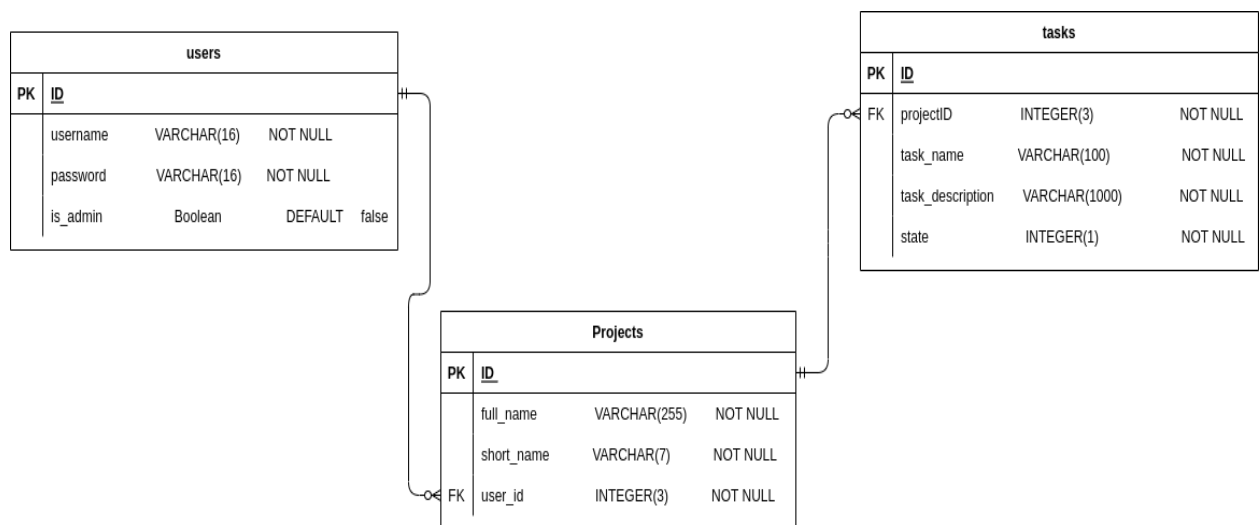 users
PK ID
username VARCHAR(16) NOT NULL
password VARCHAR(16) NOT NULL
is_admin Boolean DEFAULT false
tasks
PK ID
FK projectID INTEGER(3) NOT NULL
task_name VARCHAR(100) NOT NULL
task_description VARCHAR(1000) NOT NULL
state INTEGER(1) NOT NULL
Projects
PK ID
full_name VARCHAR(255) NOT NULL
short_name VARCHAR(7) NOT NULL
FK user_id INTEGER(3) NOT NULL